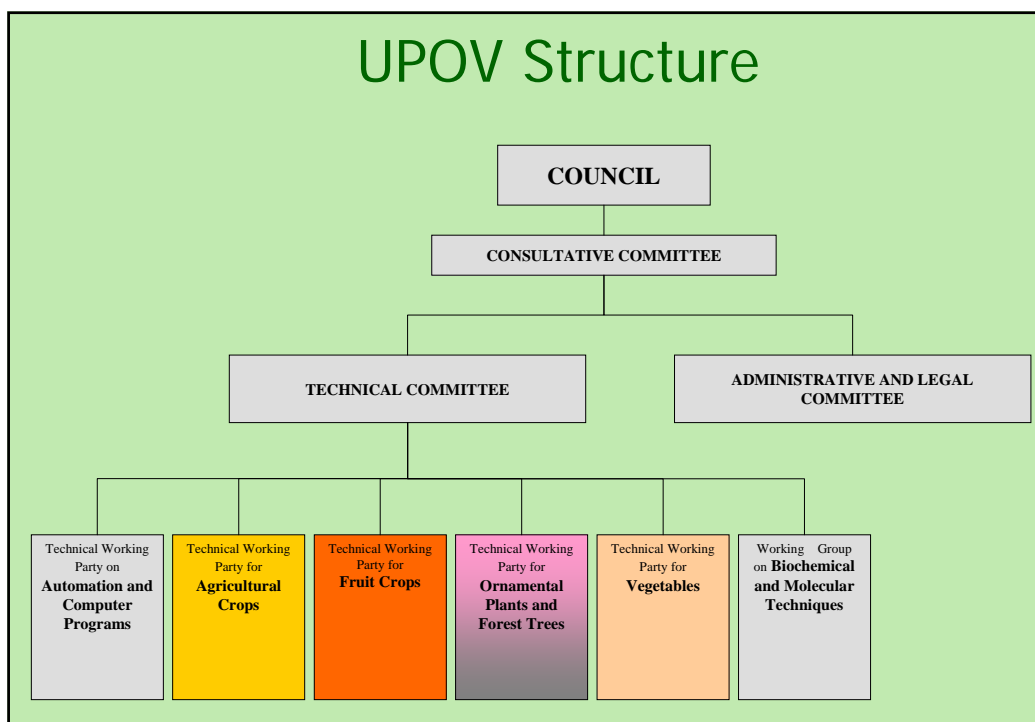 UPOV Structure
COUNCIL
CONSULTATIVE COMMITTEE
TECHNICAL COMMITTEE
ADMINISTRATIVE AND LEGAL
COMMITTEE
Technical Working
Party on
Automation and
Computer
Programs
Technical Working
Party for
Agricultural
Crops
Technical Working
Party for
Fruit Crops
Technical Working
Party for
Ornamental
Plants and
Forest Trees
Technical Working
Party for
Vegetables
Working Group
on Biochemical
and Molecular
Techniques